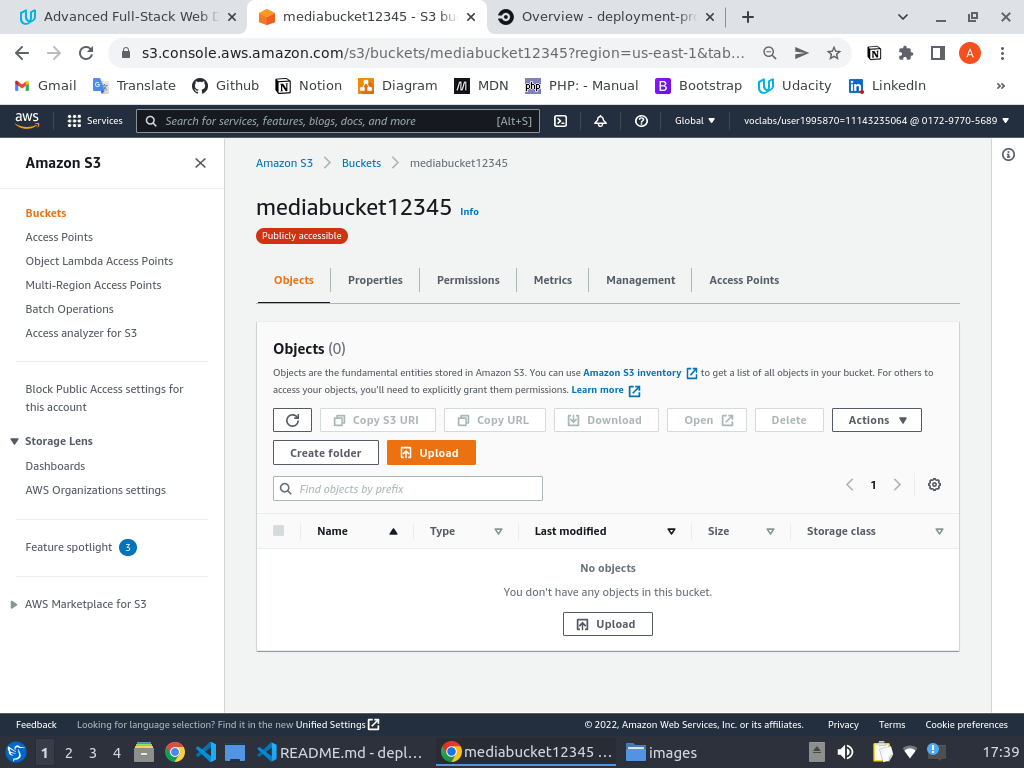 Advanced Full-Stack Web D
mediabucket12345 - S3 bu
Overview - deployment-pro
s3.console.aws.amazon.com/s3/buckets/mediabucket12345?region=us-east-1&tab...
A
Gmail
Translate
Github
Notion
Diagram
M
MDN
php
PHP: - Manual
B
Bootstrap
Udacity
in
LinkedIn
»
aws
Services
Search for services, features, blogs, docs, and more
[Alt+S]
Global
voclabs/user1995870=11143235064 @ 0172-9770-5689
Amazon S3
Buckets
Access Points
Object Lambda Access Points
Multi-Region Access Points
Batch Operations
Access analyzer for S3
Block Public Access settings for
this account
Storage Lens
Dashboards
AWS Organizations settings
Feature spotlight 3
AWS Marketplace for S3
Amazon S3
Buckets
mediabucket12345
mediabucket12345 Info
Publicly accessible
Objects
Properties
Permissions
Metrics
Management
Access Points
Objects (0)
Objects are the fundamental entities stored in Amazon S3. You can use Amazon S3 inventory to get a list of all objects in your bucket. For others to
access your objects, you'll need to explicitly grant them permissions. Learn more
Copy S3 URI
Copy URL
Download
Open
Delete
Actions
Create folder
Upload
Find objects by prefix
1
Name
Type
Last modified
Size
Storage class
No objects
You don't have any objects in this bucket.
Upload
Feedback
Looking for language selection? Find it in the new Unified Settings
© 2022, Amazon Web Services, Inc. or its affiliates.
Privacy
Terms
Cookie preferences
1
2
3
4
README.md - depl...
mediabucket12345 ...
images
17:39